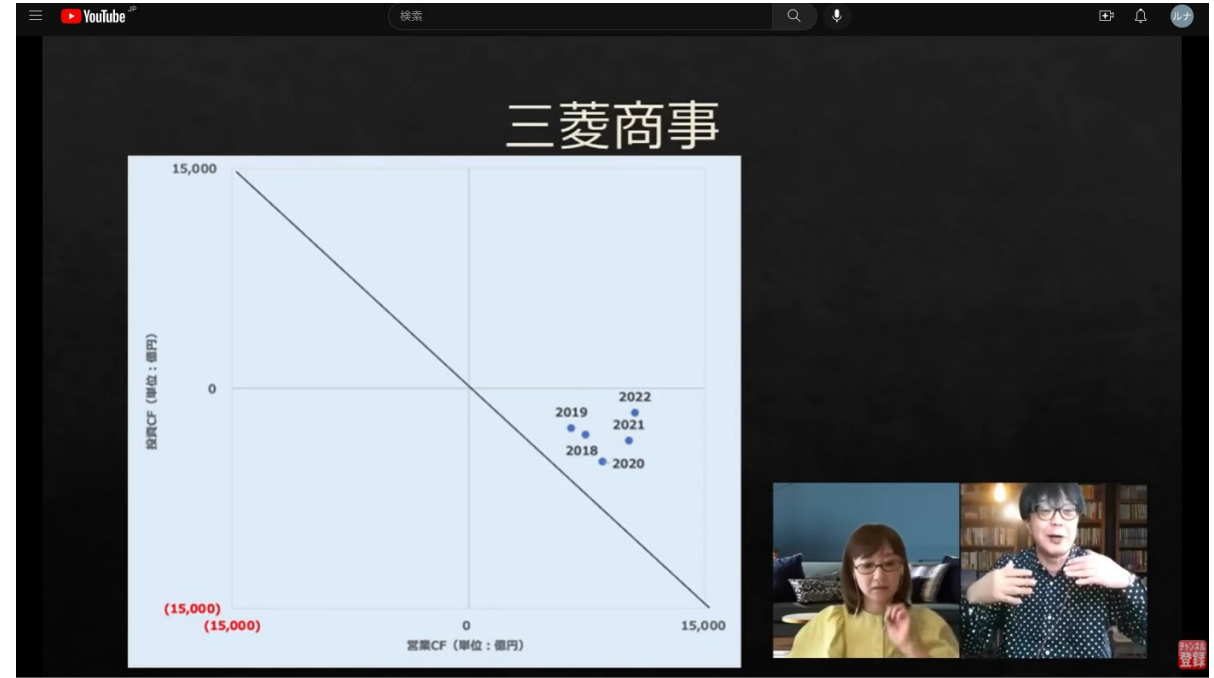 YouTube JP
検索
ルナ
三菱商事
15,000
投資CF（単位：億円）
0
2022
2019
2021
2018
2020
(15,000)
(15,000)
0
15,000
営業CF（単位：億円）
チャンネル
登録